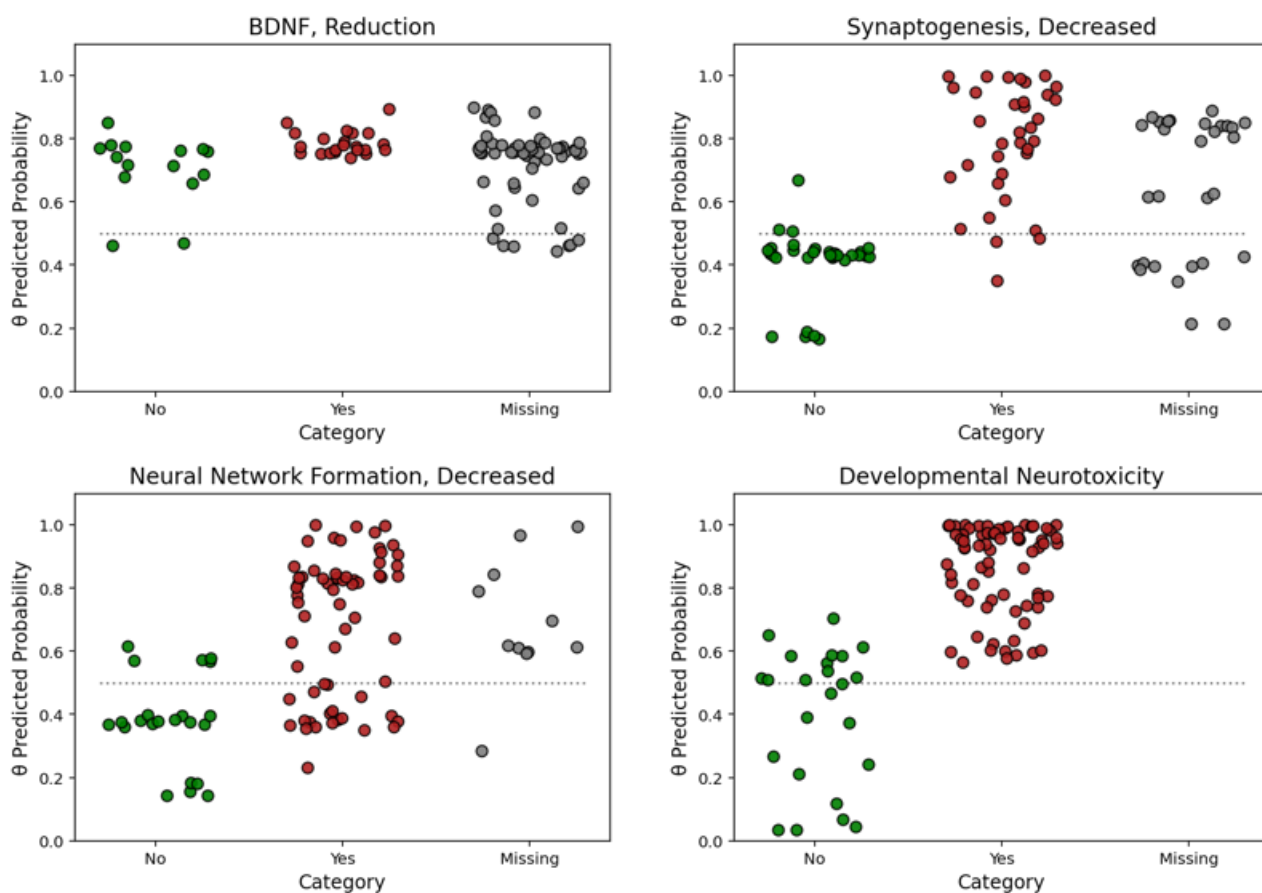 BDNF, Reduction
θ Predicted Probability
1.0
0.8
0.6
0.4
0.2
0.0
No Yes Missing
Category
Synaptogenesis, Decreased
θ Predicted Probability
1.0
0.8
0.6
0.4
0.2
0.0
No Yes Missing
Category
Neural Network Formation, Decreased
θ Predicted Probability
1.0
0.8
0.6
0.4
0.2
0.0
No Yes Missing
Category
Developmental Neurotoxicity
θ Predicted Probability
1.0
0.8
0.6
0.4
0.2
0.0
No Yes Missing
Category